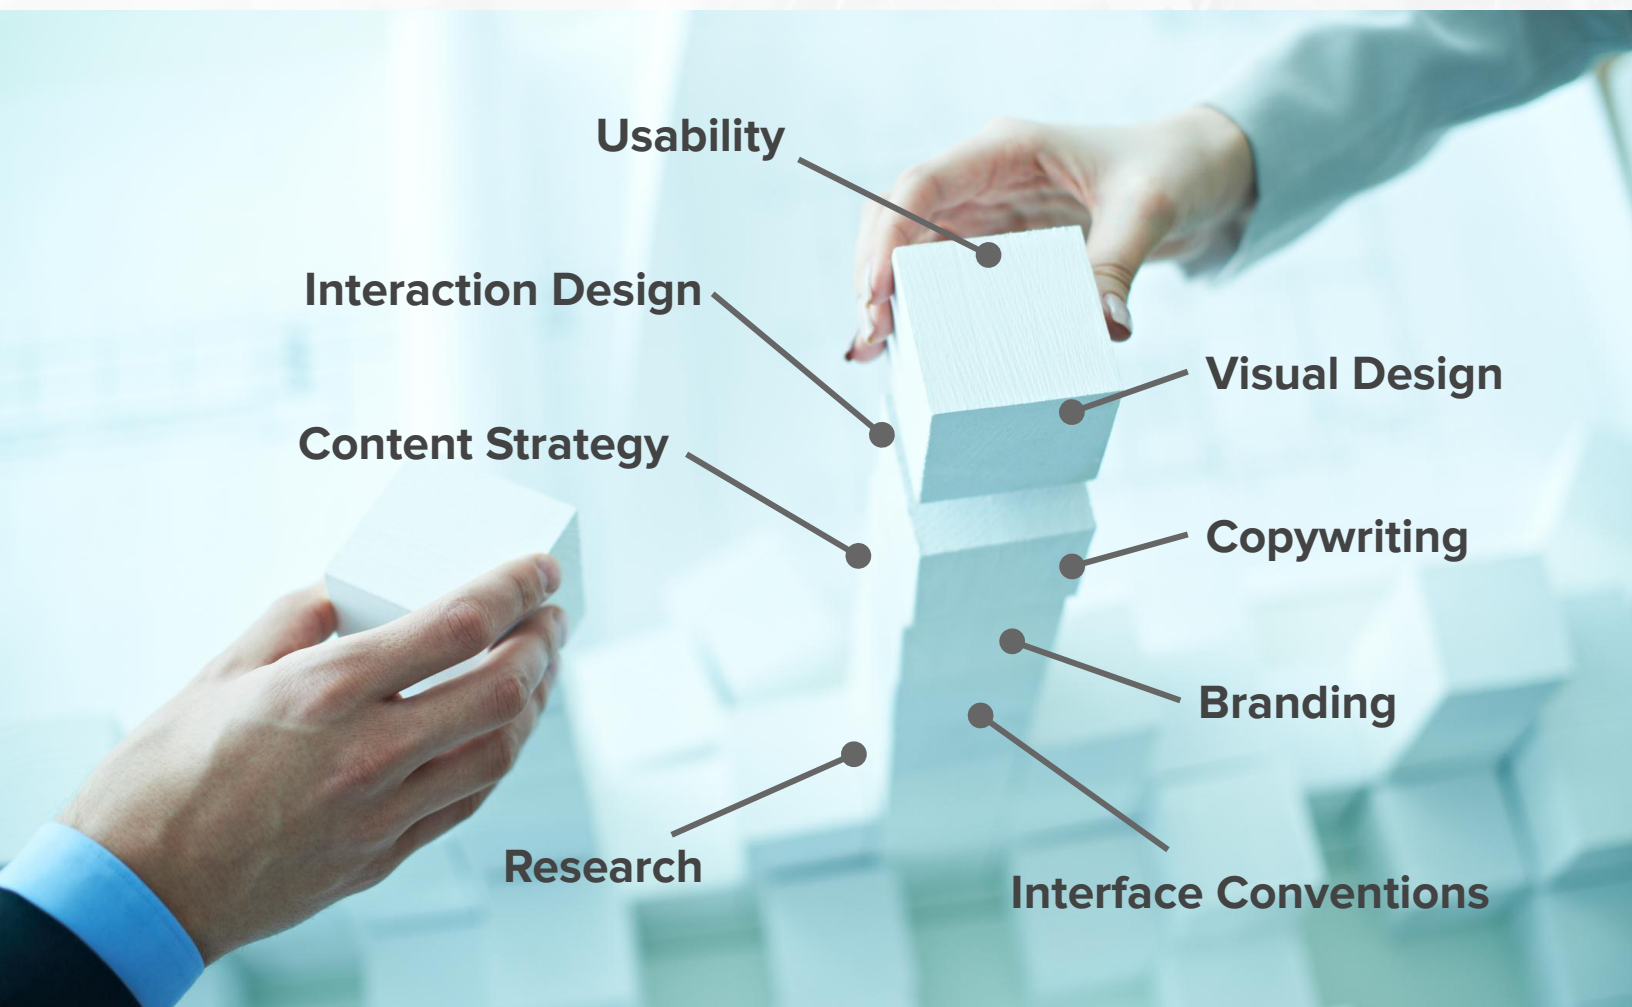 Usability
Interaction Design
Visual Design
Content Strategy
Copywriting
Branding
Research
Interface Conventions